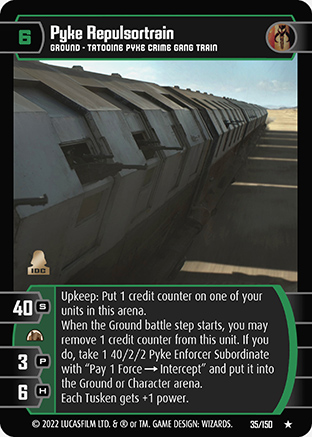 6
Pyke Repulsortrain
GROUND - TATOOINE PYKE CRIME GANG TRAIN
IDC
40 S
3 P
6 H
Upkeep: Put 1 credit counter on one of your
units in this arena.
When the Ground battle step starts, you may
remove 1 credit counter from this unit. If you
do, take 1 40/2/2 Pyke Enforcer Subordinate
with “Pay 1 Force → Intercept” and put it into
the Ground or Character arena.
Each Tusken gets +1 power.
© 2022 LUCASFILM LTD. & ® or TM. GAME DESIGN: WIZARDS. 35/150 ★